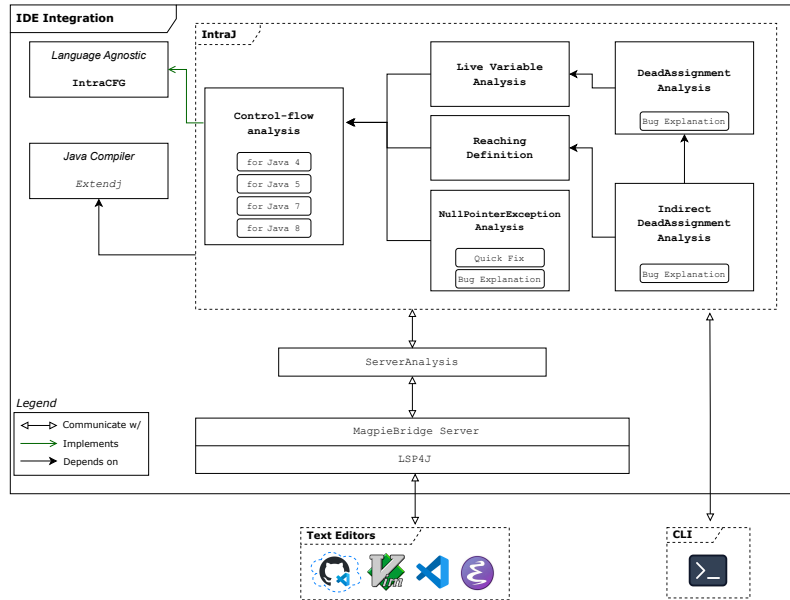 IDE Integration
IntraJ
Language Agnostic
IntraCFG
Java Compiler
Extendj
Control-flow
analysis
for Java 4
for Java 5
for Java 7
for Java 8
Live Variable
Analysis
Reaching
Definition
NullPointerException
Analysis
Quick Fix
Bug Explanation
DeadAssignment
Analysis
Bug Explanation
Indirect
DeadAssignment
Analysis
Bug Explanation
ServerAnalysis
MagpieBridge Server
LSP4J
Legend
Communicate w/
Implements
Depends on
Text Editors
Vim
CLI